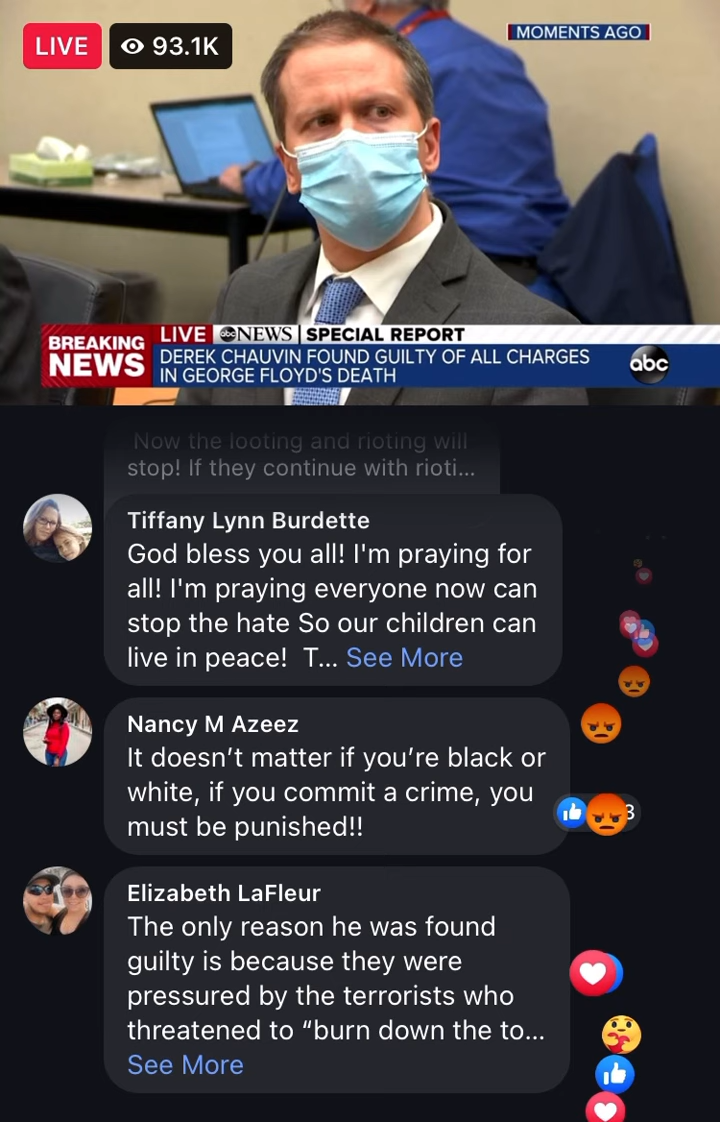 LIVE
93.1K
MOMENTS AGO
BREAKING NEWS
LIVE abc NEWS | SPECIAL REPORT
DEREK CHAUVIN FOUND GUILTY OF ALL CHARGES
IN GEORGE FLOYD'S DEATH
abc
Now the looting and rioting will
stop! If they continue with rioti...
Tiffany Lynn Burdette
God bless you all! I'm praying for
all! I'm praying everyone now can
stop the hate So our children can
live in peace!  T... See More
Nancy M Azeez
It doesn’t matter if you’re black or
white, if you commit a crime, you
must be punished!!
3
Elizabeth LaFleur
The only reason he was found
guilty is because they were
pressured by the terrorists who
threatened to “burn down the to...
See More